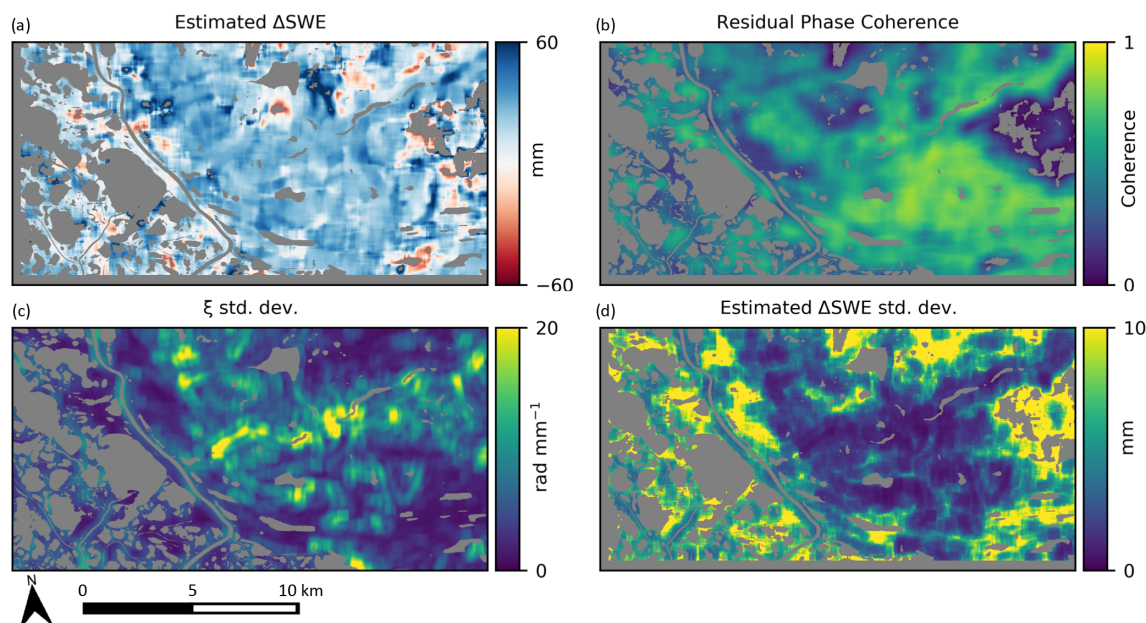 (a) Estimated ΔSWE
60
mm
−60
(b) Residual Phase Coherence
1
Coherence
0
(c) ξ std. dev.
20
rad mm⁻¹
0
(d) Estimated ΔSWE std. dev.
10
mm
0
N
0 5 10 km